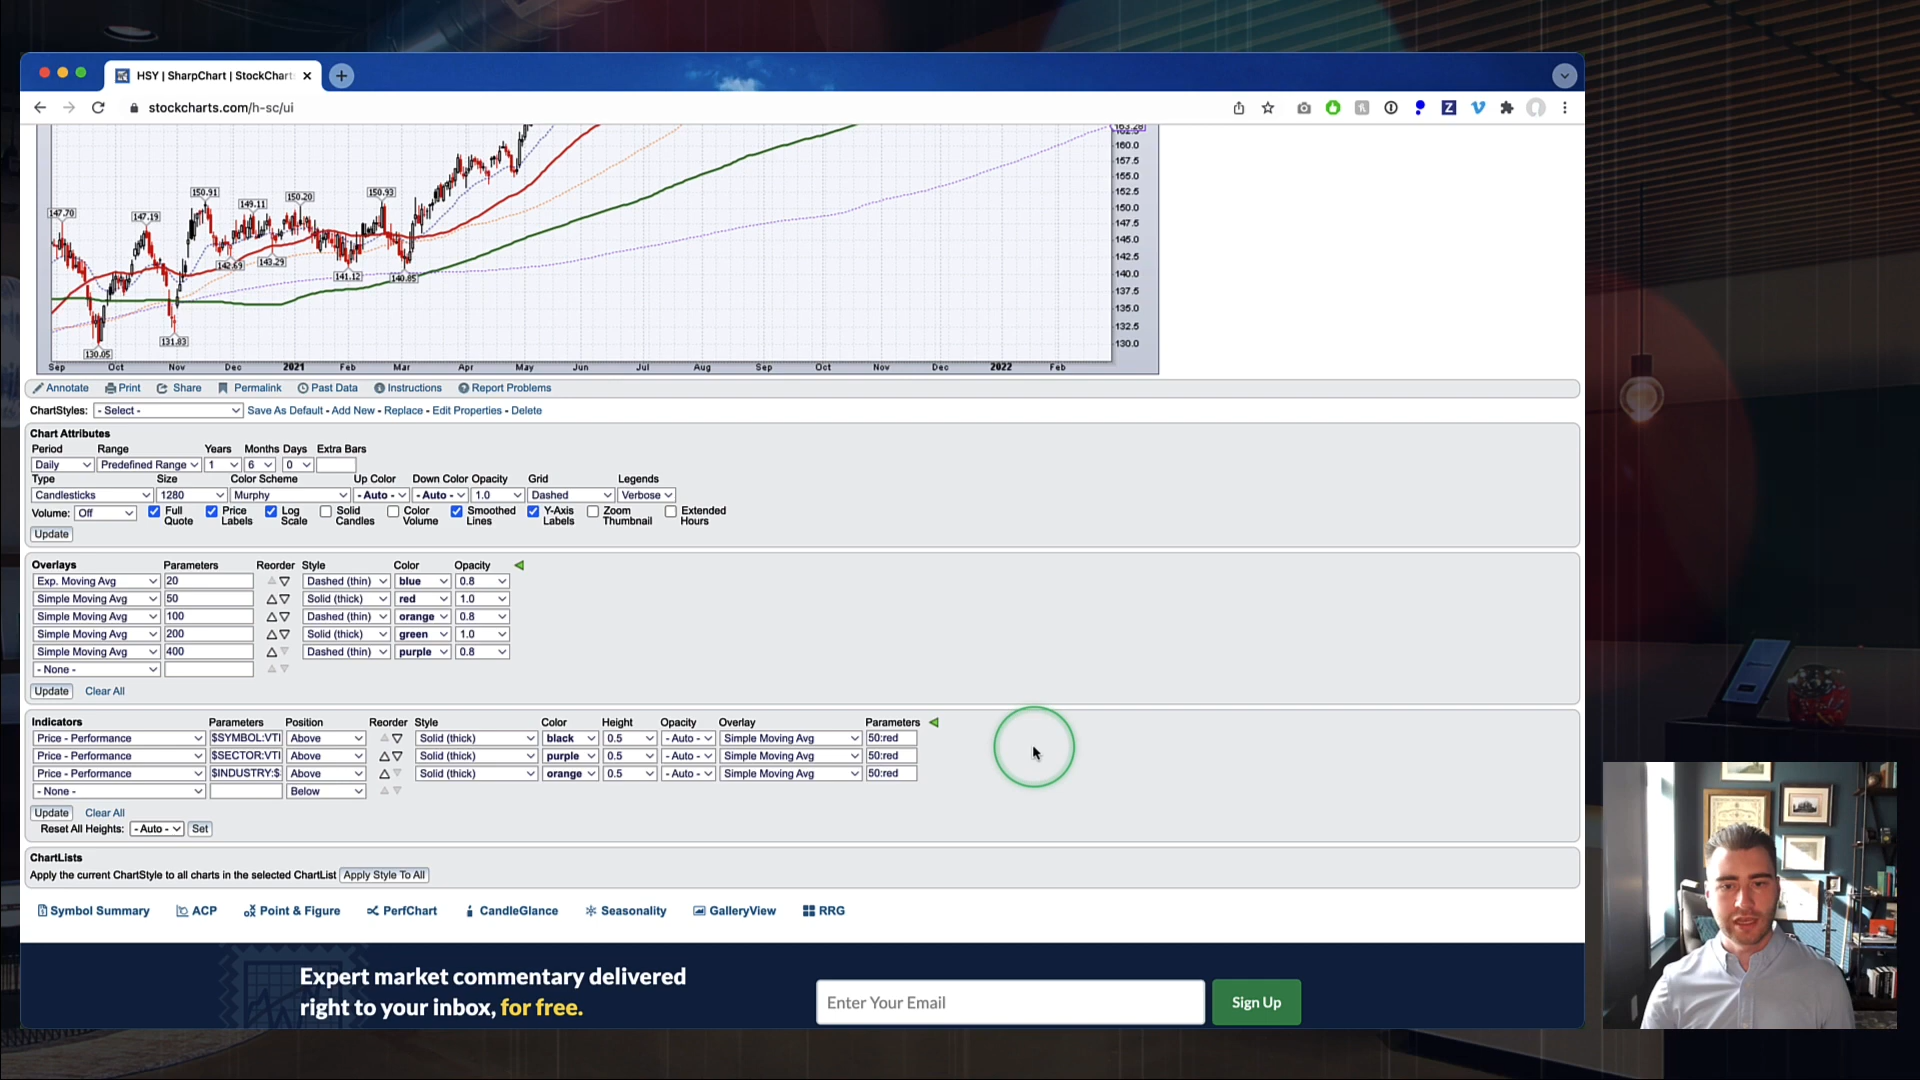 HSY | SharpChart | StockChart
stockcharts.com/h-sc/ui
163.28
162.5
160.0
157.5
155.0
152.5
150.0
147.5
145.0
142.5
140.0
137.5
135.0
132.5
130.0
150.91
149.11
150.20
150.93
147.70
147.19
142.69
143.29
141.12
140.85
131.83
130.05
Sep Oct Nov Dec 2021 Feb Mar Apr May Jun Jul Aug Sep Oct Nov Dec 2022 Feb
Annotate Print Share Permalink Past Data Instructions Report Problems
ChartStyles: - Select - Save As Default - Add New - Replace - Edit Properties - Delete
Chart Attributes
Period Range Years Months Days Extra Bars
Daily Predefined Range 1 6 0
Type Size Color Scheme Up Color Down Color Opacity Grid Legends
Candlesticks 1280 Murphy - Auto - - Auto - 1.0 Dashed Verbose
Volume: Off Full Quote Price Labels Log Scale Solid Candles Color Volume Smoothed Lines Y-Axis Labels Zoom Thumbnail Extended Hours
Update
Overlays Parameters Reorder Style Color Opacity
Exp. Moving Avg 20 Dashed (thin) blue 0.8
Simple Moving Avg 50 Solid (thick) red 1.0
Simple Moving Avg 100 Dashed (thin) orange 0.8
Simple Moving Avg 200 Solid (thick) green 1.0
Simple Moving Avg 400 Dashed (thin) purple 0.8
- None -
Update Clear All
Indicators Parameters Position Reorder Style Color Height Opacity Overlay Parameters
Price - Performance $SYMBOL:VTI Above Solid (thick) black 0.5 - Auto - Simple Moving Avg 50:red
Price - Performance $SECTOR:VTI Above Solid (thick) purple 0.5 - Auto - Simple Moving Avg 50:red
Price - Performance $INDUSTRY:$ Above Solid (thick) orange 0.5 - Auto - Simple Moving Avg 50:red
- None - Below
Update Clear All
Reset All Heights: - Auto - Set
ChartLists
Apply the current ChartStyle to all charts in the selected ChartList Apply Style To All
Symbol Summary ACP Point & Figure PerfChart CandleGlance Seasonality GalleryView RRG
Expert market commentary delivered
right to your inbox, for free.
Enter Your Email Sign Up